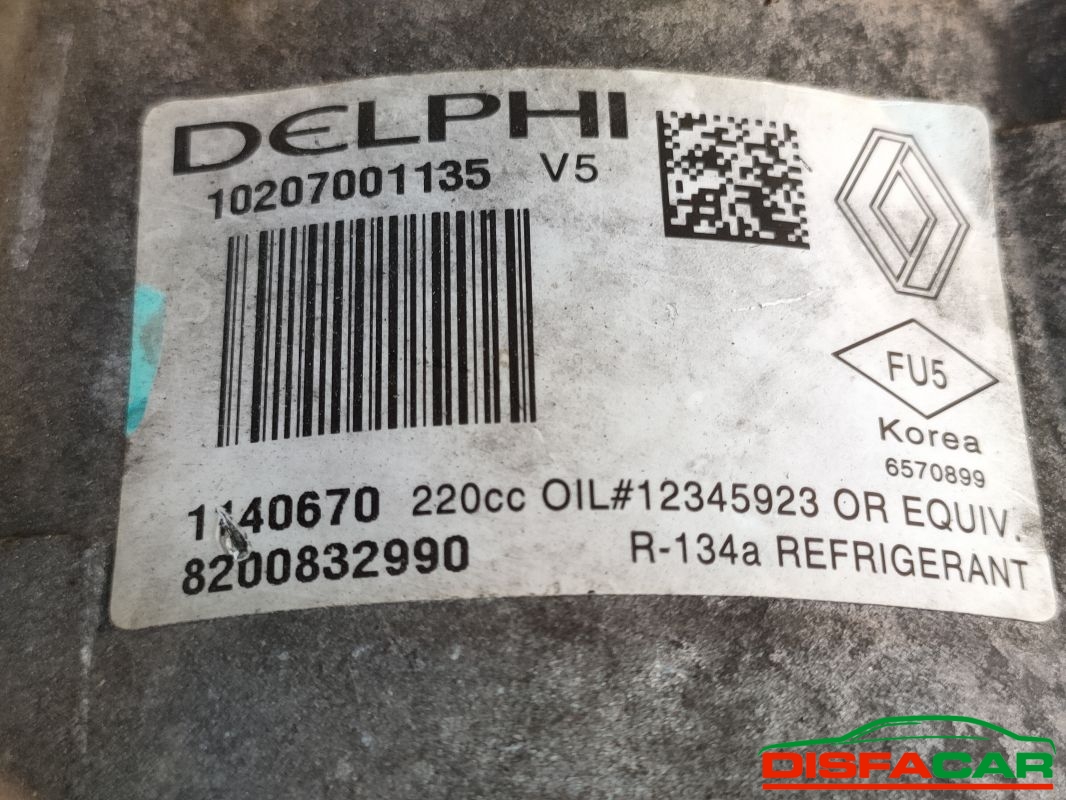 DELPHI
10207001135 V5
FU5
Korea
6570899
1140670 220cc OIL#12345923 OR EQUIV.
8200832990 R-134a REFRIGERANT
DISFACAR